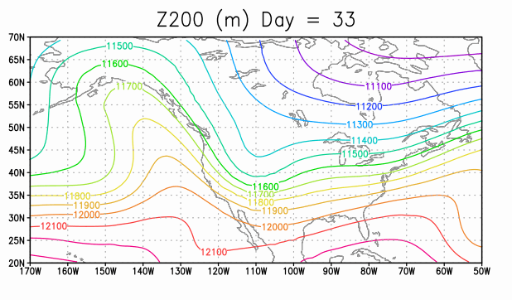 Z200 (m) Day = 33
70N
65N
60N
55N
50N
45N
40N
35N
30N
25N
20N
11500
11600
11700
11100
11200
11300
11400
11500
11600
11700
11800
11800
11900
11900
12000
12000
12100
12100
170W 160W 150W 140W 130W 120W 110W 100W 90W 80W 70W 60W 50W